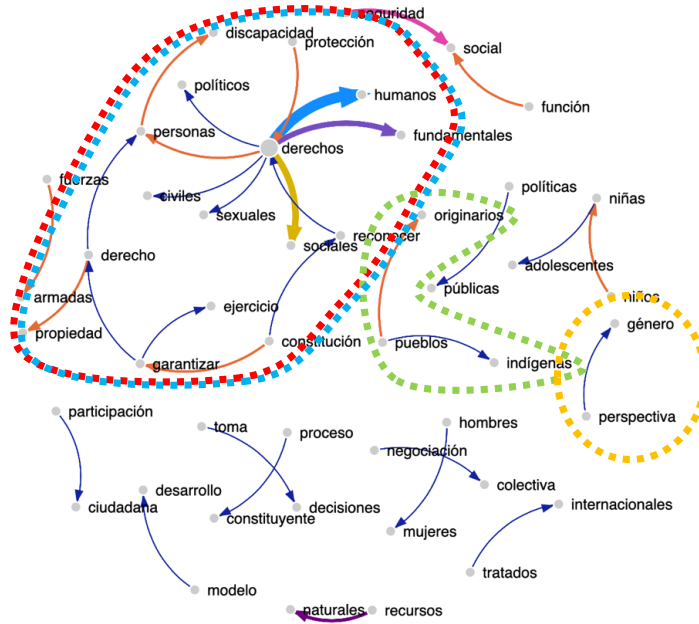 seguridad
discapacidad
protección
social
políticos
humanos
función
personas
fundamentales
derechos
fuerzas
civiles
políticas
niñas
sexuales
originarios
reconocer
sociales
derecho
adolescentes
públicas
armadas
ejercicio
niños
propiedad
género
constitución
pueblos
garantizar
indígenas
participación
perspectiva
toma
proceso
hombres
negociación
desarrollo
colectiva
ciudadana
constituyente
decisiones
internacionales
mujeres
tratados
modelo
naturales
recursos